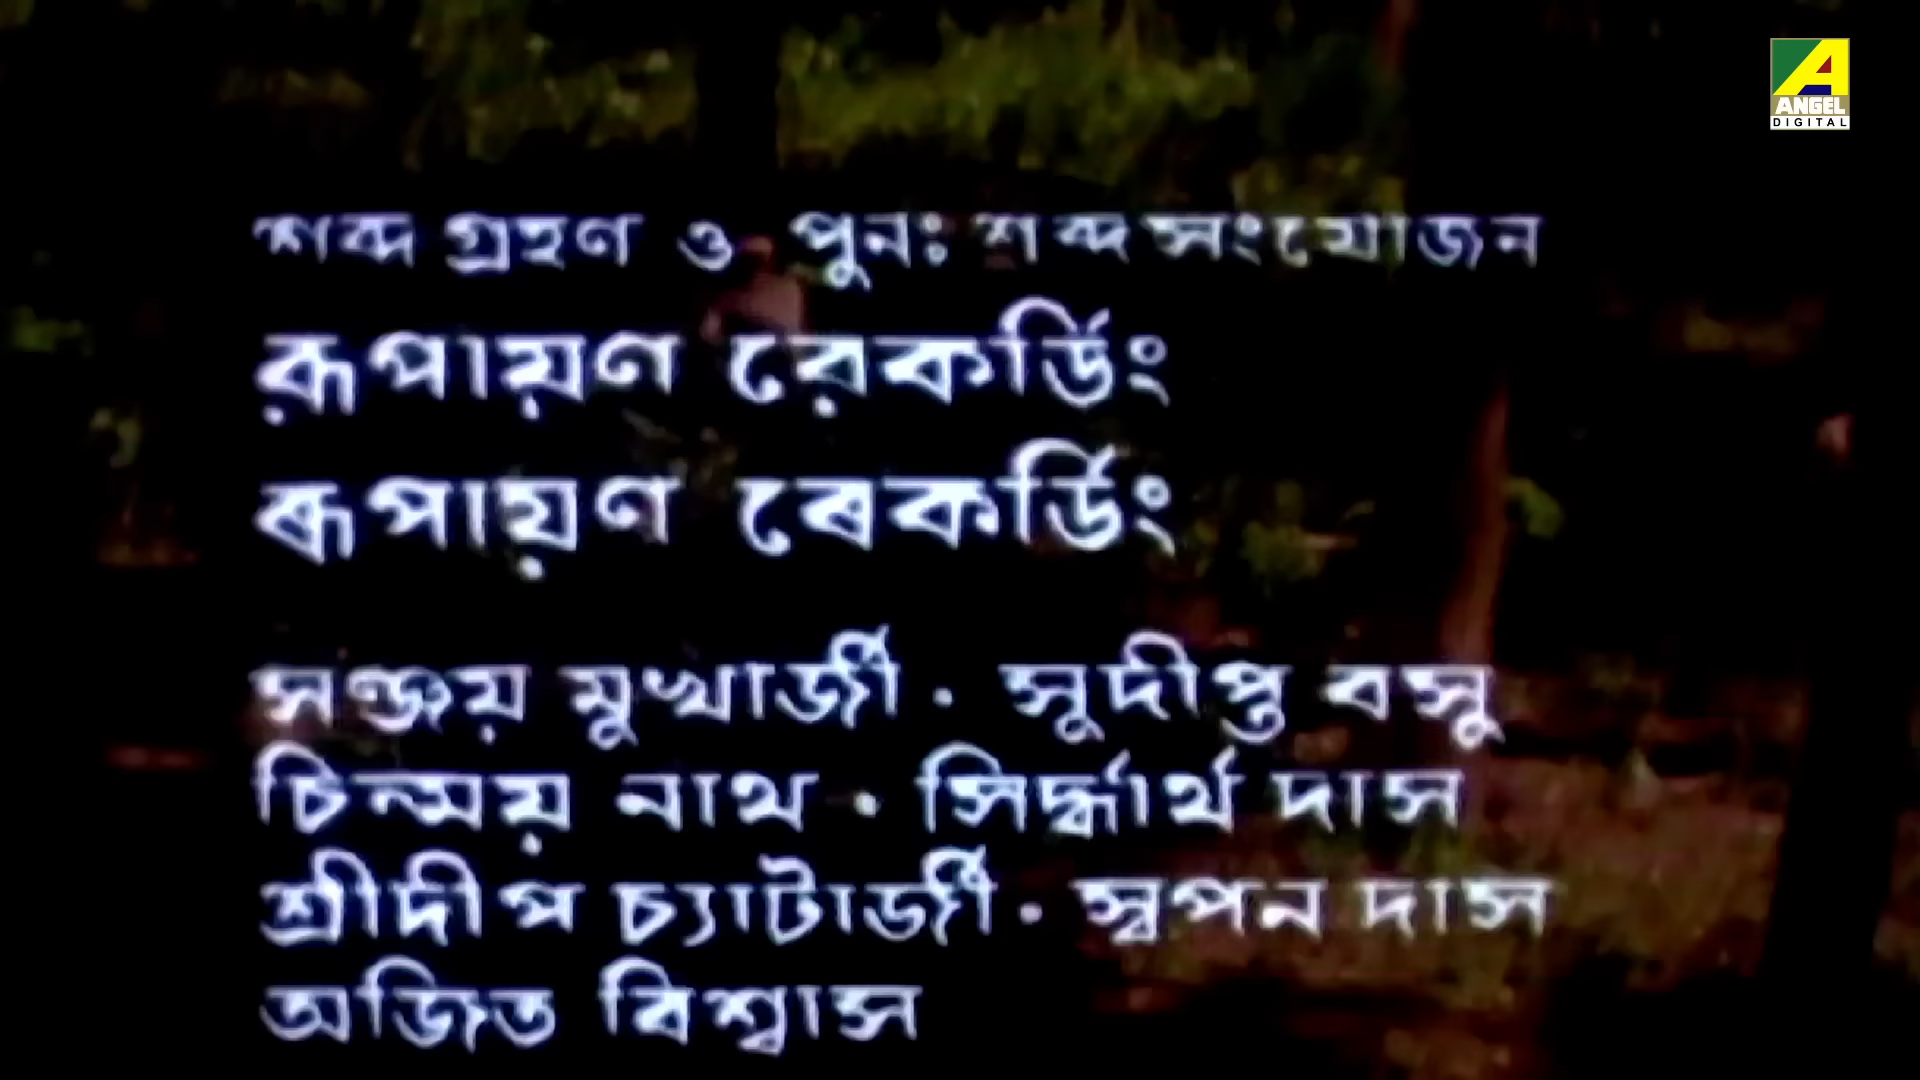 ANGEL
DIGITAL
শব্দ গ্রহণ ও পুনঃ শব্দসংযোজন
রূপায়ণ রেকর্ডিং
ৰূপায়ণ ৰেকর্ডিং
সঞ্জয় মুখার্জী · সুদীপ্ত বসু
চিন্ময় নাথ · সিদ্ধার্থ দাস
শ্রীদীপ চ্যাটার্জী · স্বপন দাস
অজিত বিশ্বাস